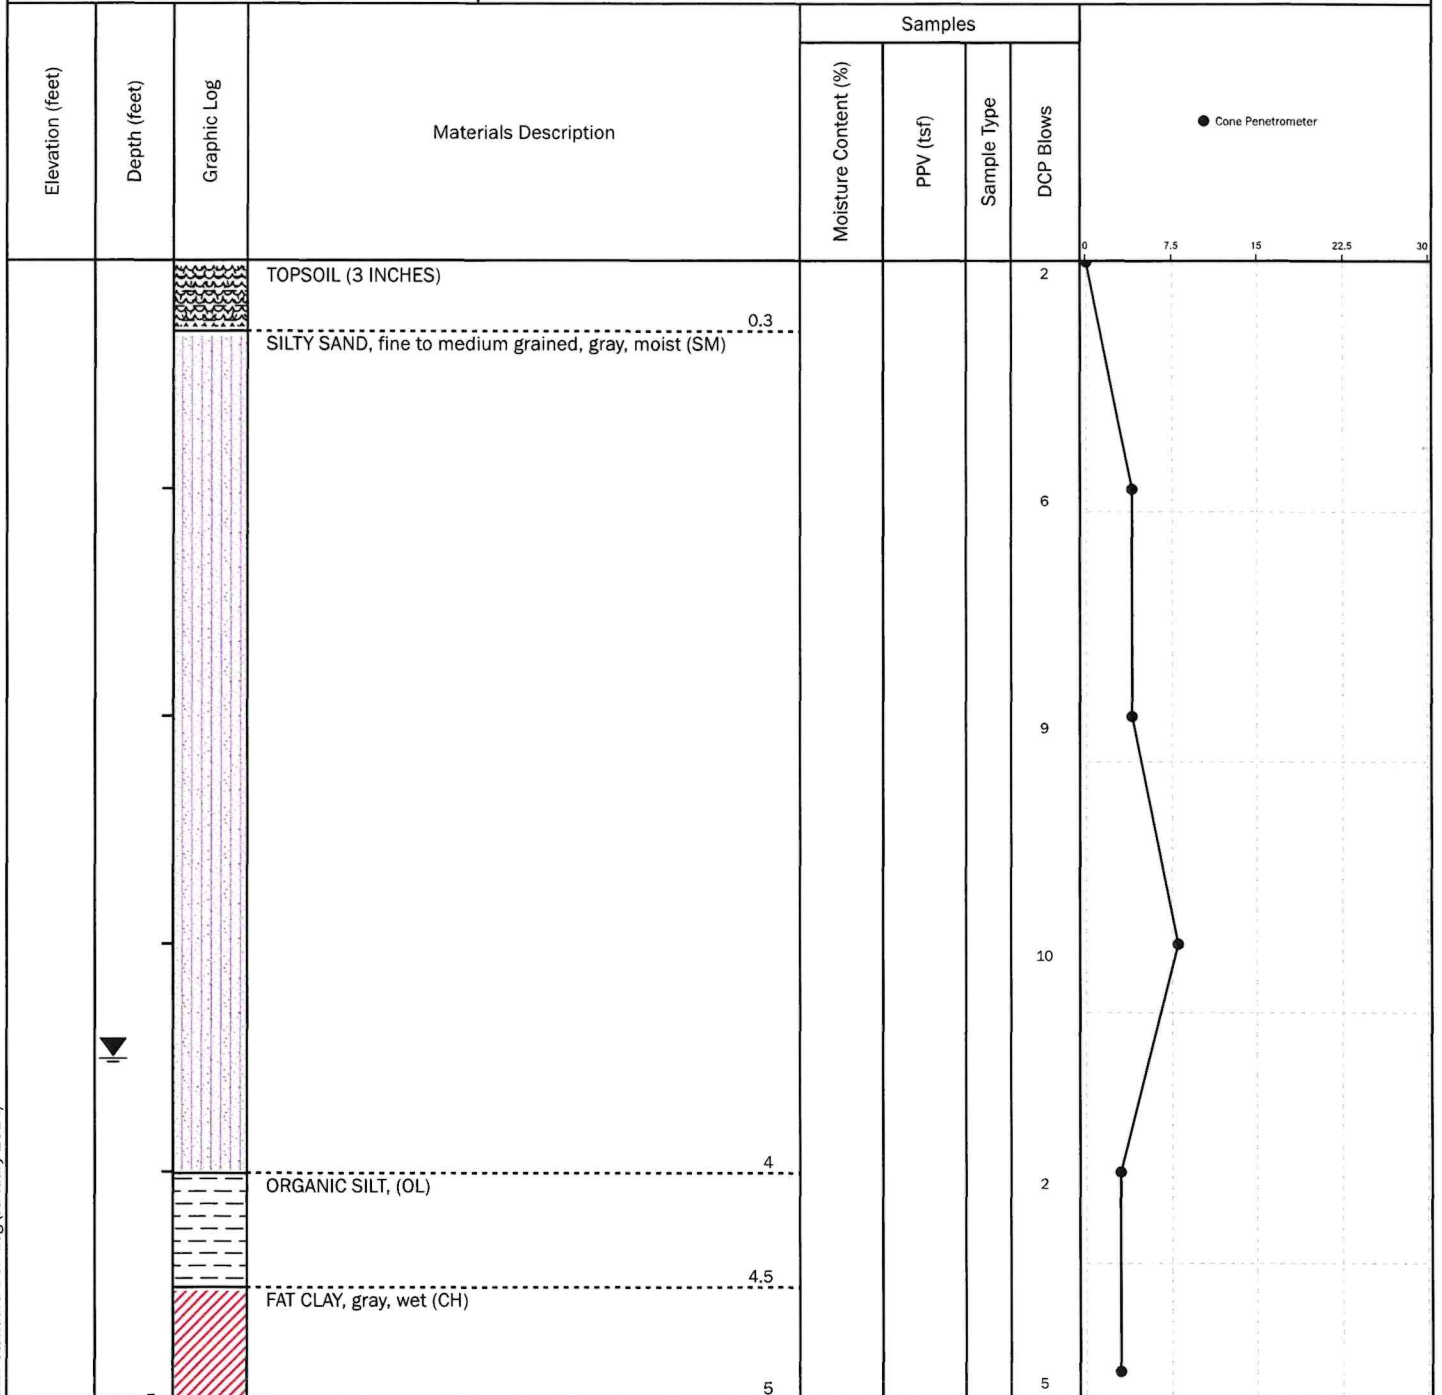 Samples
Elevation (feet)
Depth (feet)
Graphic Log
Materials Description
Moisture Content (%)
PPV (tsf)
Sample Type
DCP Blows
Cone Penetrometer
0 7.5 15 22.5 30
TOPSOIL (3 INCHES) 2
0.3
SILTY SAND, fine to medium grained, gray, moist (SM)
6
9
10
4
ORGANIC SILT, (OL) 2
4.5
FAT CLAY, gray, wet (CH)
5 5